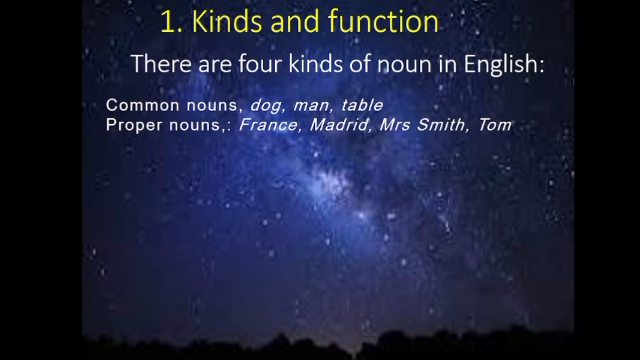 1. Kinds and function
There are four kinds of noun in English:
Common nouns, dog, man, table
Proper nouns,: France, Madrid, Mrs Smith, Tom